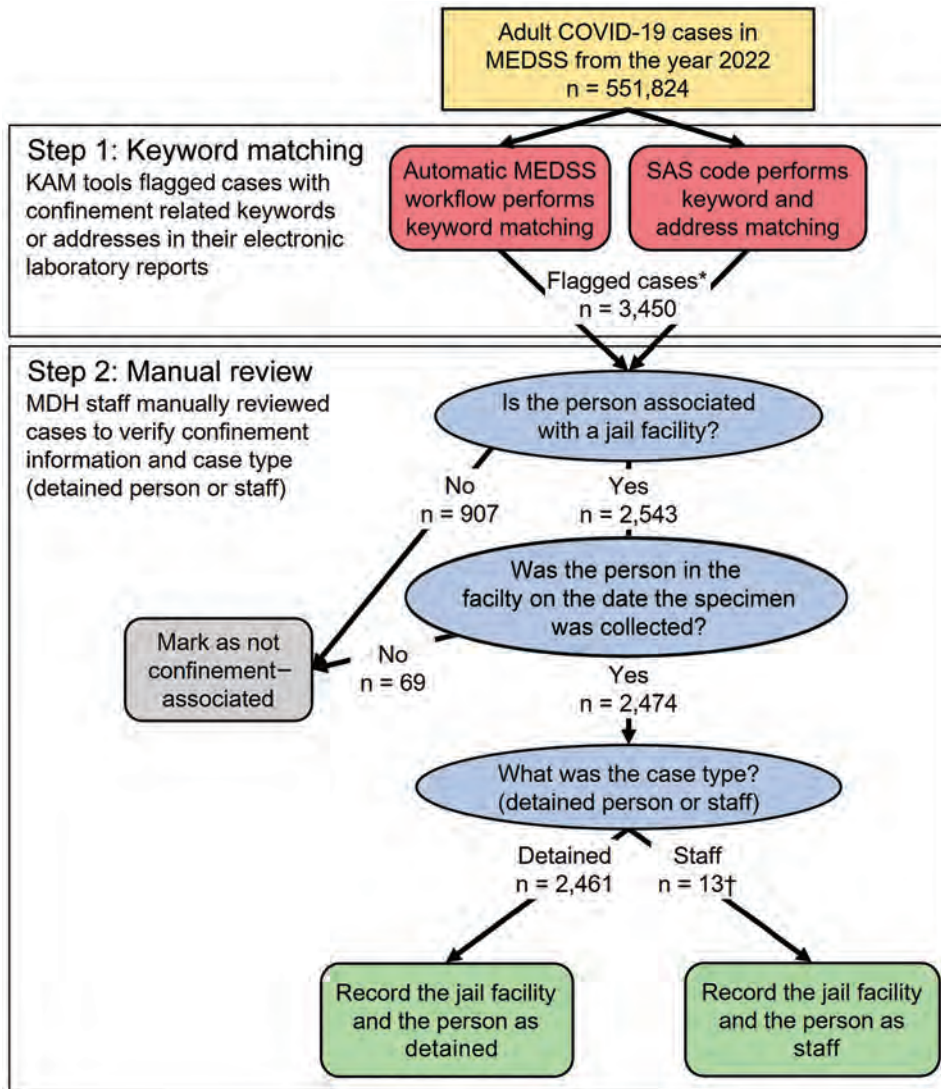 Adult COVID-19 cases in
MEDSS from the year 2022
n = 551,824
Step 1: Keyword matching
KAM tools flagged cases with
confinement related keywords
or addresses in their electronic
laboratory reports
Automatic MEDSS
workflow performs
keyword matching
SAS code performs
keyword and
address matching
Flagged cases*
n = 3,450
Step 2: Manual review
MDH staff manually reviewed
cases to verify confinement
information and case type
(detained person or staff)
Is the person associated
with a jail facility?
No
n = 907
Yes
n = 2,543
Was the person in the
facilty on the date the specimen
was collected?
Mark as not
confinement–
associated
No
n = 69
Yes
n = 2,474
What was the case type?
(detained person or staff)
Detained
n = 2,461
Staff
n = 13†
Record the jail facility
and the person as
detained
Record the jail facility
and the person as
staff